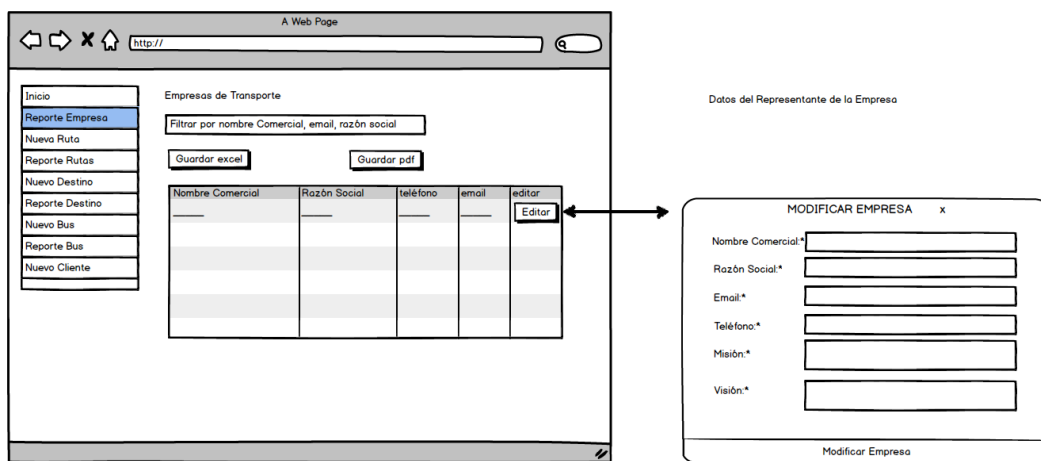 A Web Page
http://
Inicio
Reporte Empresa
Nueva Ruta
Reporte Rutas
Nuevo Destino
Reporte Destino
Nuevo Bus
Reporte Bus
Nuevo Cliente
Empresas de Transporte
Filtrar por nombre Comercial, email, razón social
Guardar excel
Guardar pdf
Nombre Comercial Razón Social teléfono email editar
Editar
Datos del Representante de la Empresa
MODIFICAR EMPRESA x
Nombre Comercial:*
Razón Social:*
Email:*
Teléfono:*
Misión:*
Visión:*
Modificar Empresa